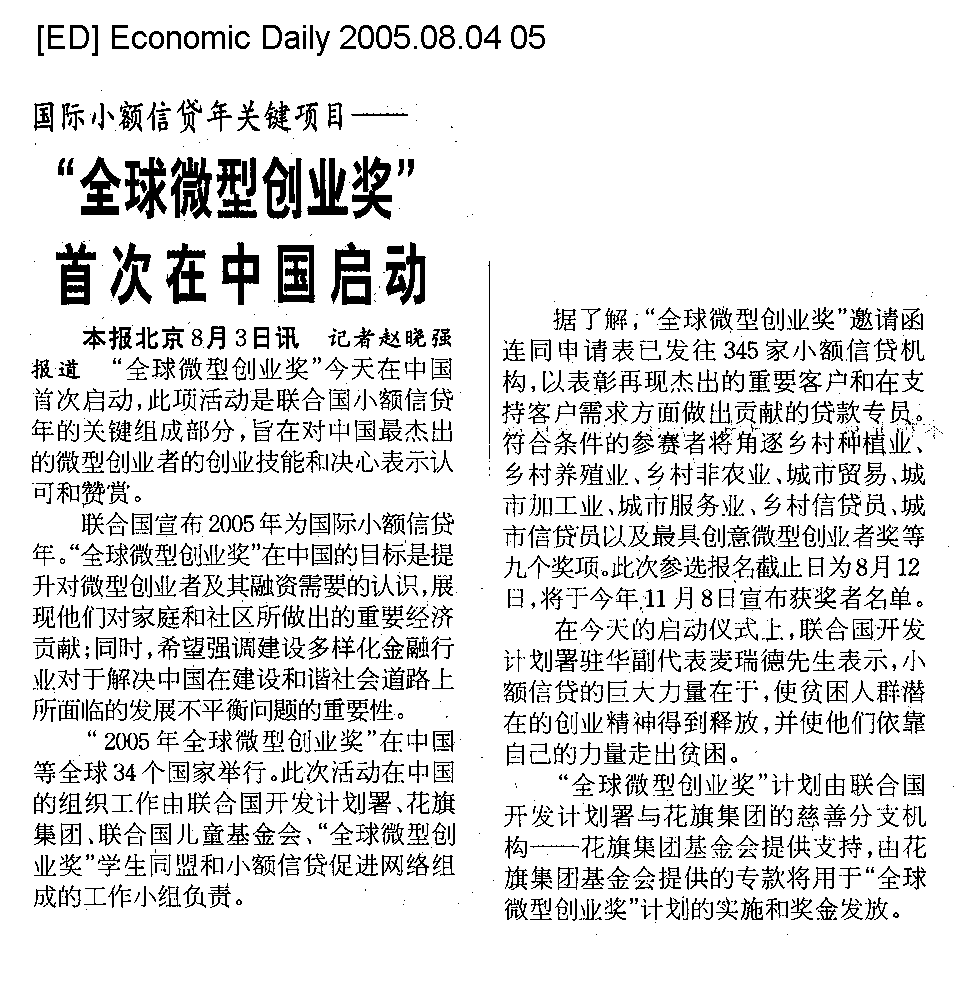 [ED] Economic Daily 2005.08.04 05
国际小额信贷年关键项目——
“全球微型创业奖”
首次在中国启动
本报北京8月3日讯　记者赵晓强
报道　“全球微型创业奖”今天在中国
首次启动,此项活动是联合国小额信贷
年的关键组成部分,旨在对中国最杰出
的微型创业者的创业技能和决心表示认
可和赞赏。
联合国宣布2005年为国际小额信贷
年。“全球微型创业奖”在中国的目标是提
升对微型创业者及其融资需要的认识,展
现他们对家庭和社区所做出的重要经济
贡献;同时,希望强调建设多样化金融行
业对于解决中国在建设和谐社会道路上
所面临的发展不平衡问题的重要性。
“2005年全球微型创业奖”在中国
等全球34个国家举行。此次活动在中国
的组织工作由联合国开发计划署、花旗
集团、联合国儿童基金会、“全球微型创
业奖”学生同盟和小额信贷促进网络组
成的工作小组负责。
据了解,“全球微型创业奖”邀请函
连同申请表已发往345家小额信贷机
构,以表彰再现杰出的重要客户和在支
持客户需求方面做出贡献的贷款专员。
符合条件的参赛者将角逐乡村种植业、
乡村养殖业、乡村非农业、城市贸易、城
市加工业、城市服务业、乡村信贷员、城
市信贷员以及最具创意微型创业者奖等
九个奖项。此次参选报名截止日为8月12
日,将于今年11月8日宣布获奖者名单。
在今天的启动仪式上,联合国开发
计划署驻华副代表麦瑞德先生表示,小
额信贷的巨大力量在于,使贫困人群潜
在的创业精神得到释放,并使他们依靠
自己的力量走出贫困。
“全球微型创业奖”计划由联合国
开发计划署与花旗集团的慈善分支机
构——花旗集团基金会提供支持,由花
旗集团基金会提供的专款将用于“全球
微型创业奖”计划的实施和奖金发放。